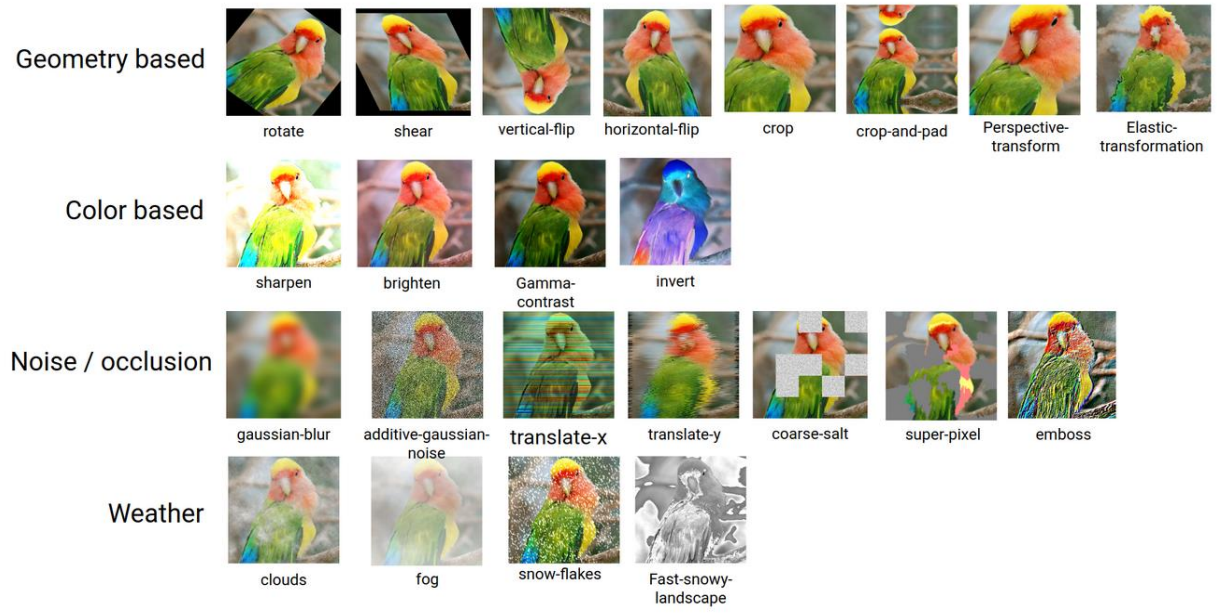 Geometry based
rotate
shear
vertical-flip
horizontal-flip
crop
crop-and-pad
Perspective-
transform
Elastic-
transformation
Color based
sharpen
brighten
Gamma-
contrast
invert
Noise / occlusion
gaussian-blur
additive-gaussian-
noise
translate-x
translate-y
coarse-salt
super-pixel
emboss
Weather
clouds
fog
snow-flakes
Fast-snowy-
landscape